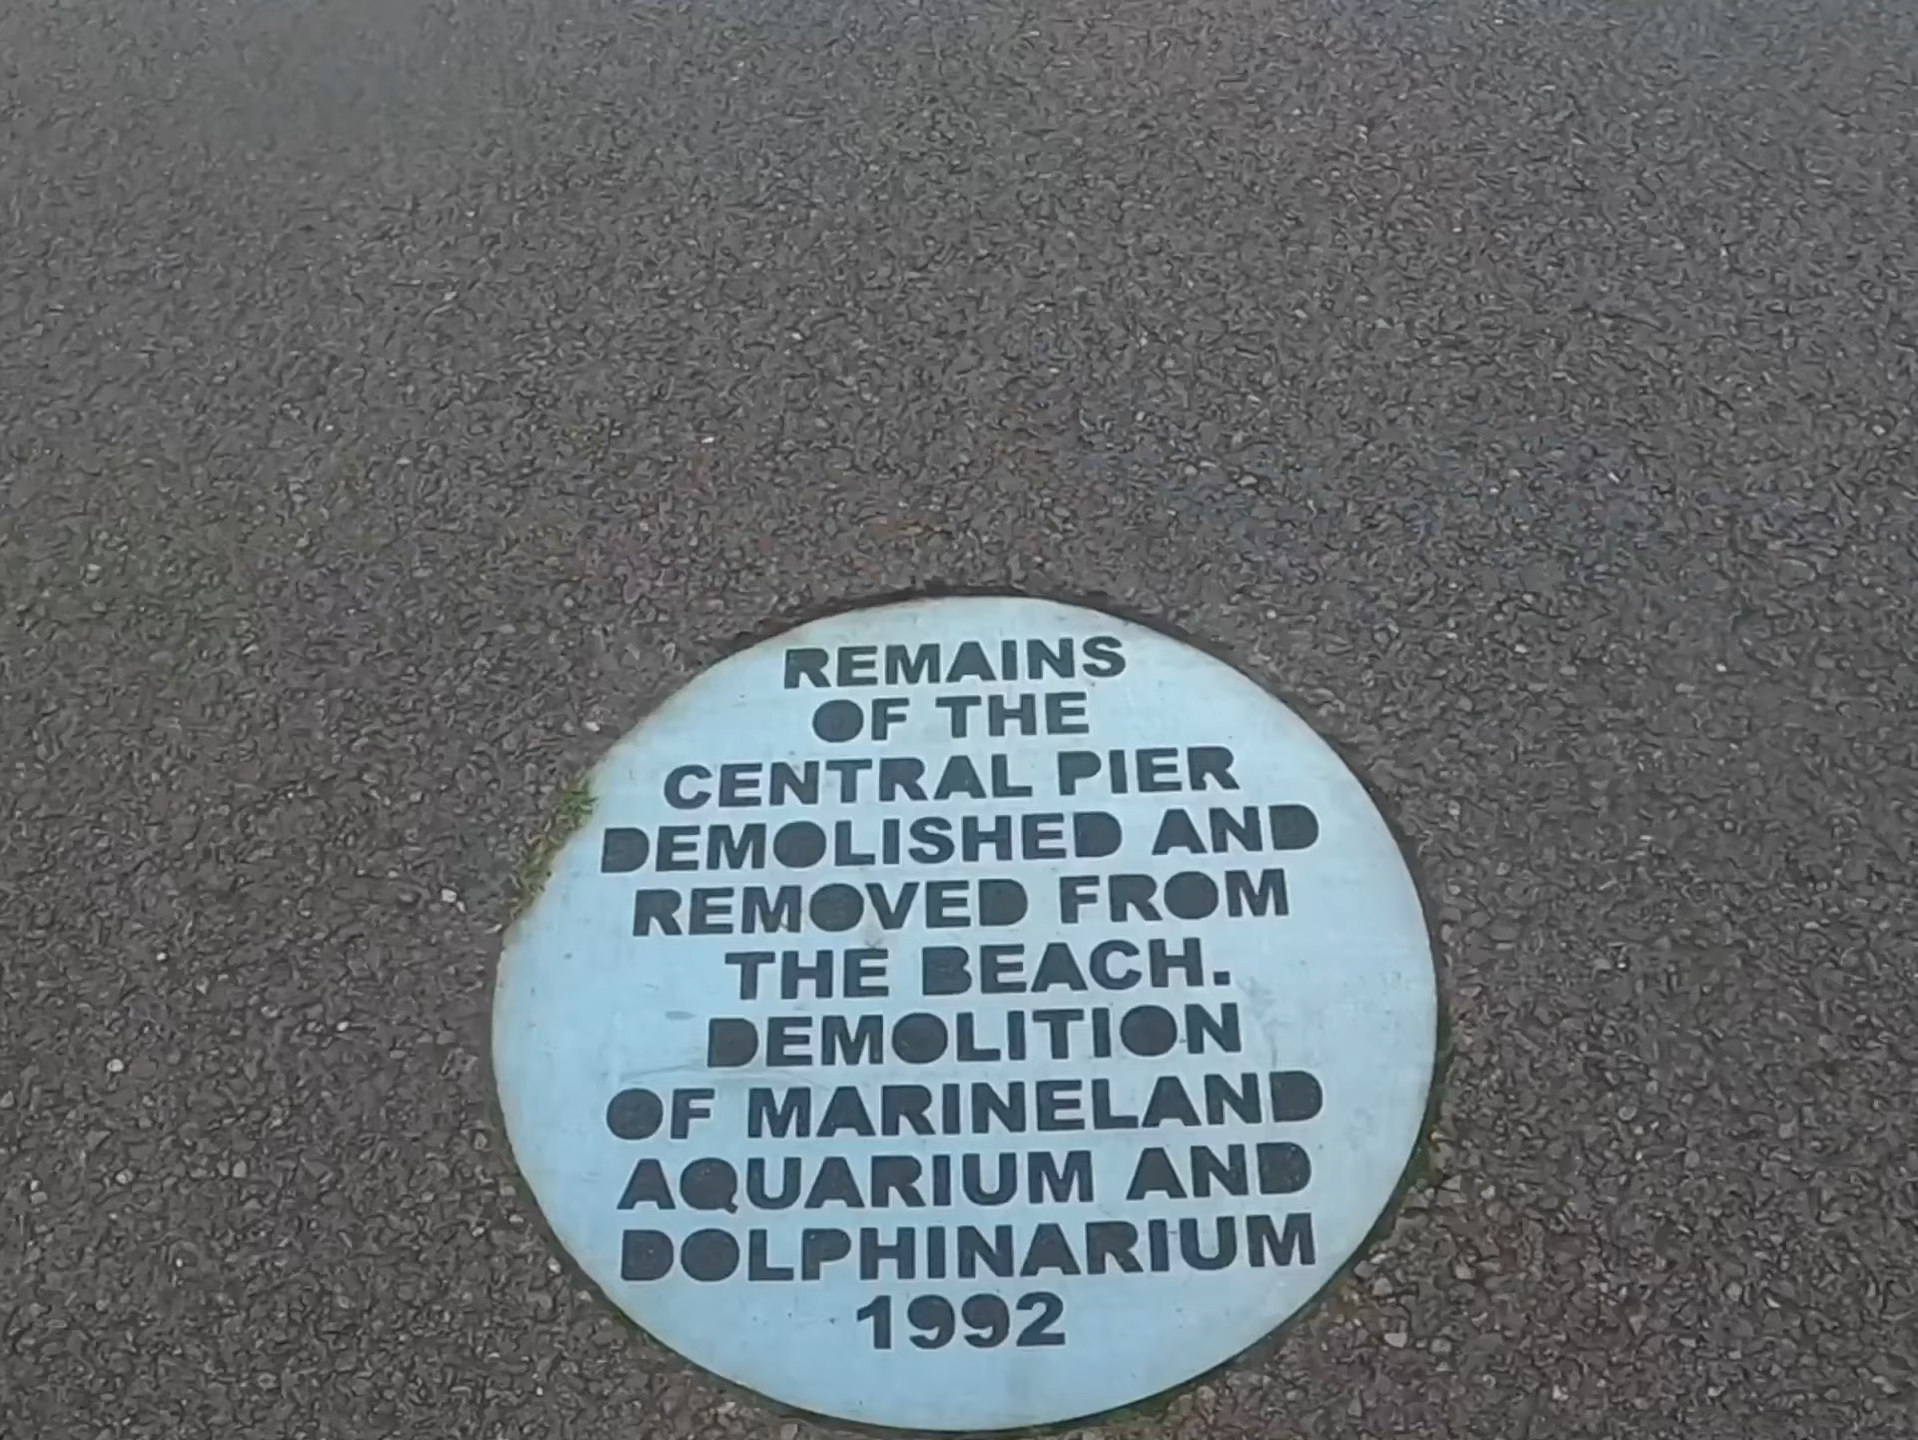 REMAINS
OF THE
CENTRAL PIER
DEMOLISHED AND
REMOVED FROM
THE BEACH.
DEMOLITION
OF MARINELAND
AQUARIUM AND
DOLPHINARIUM
1992